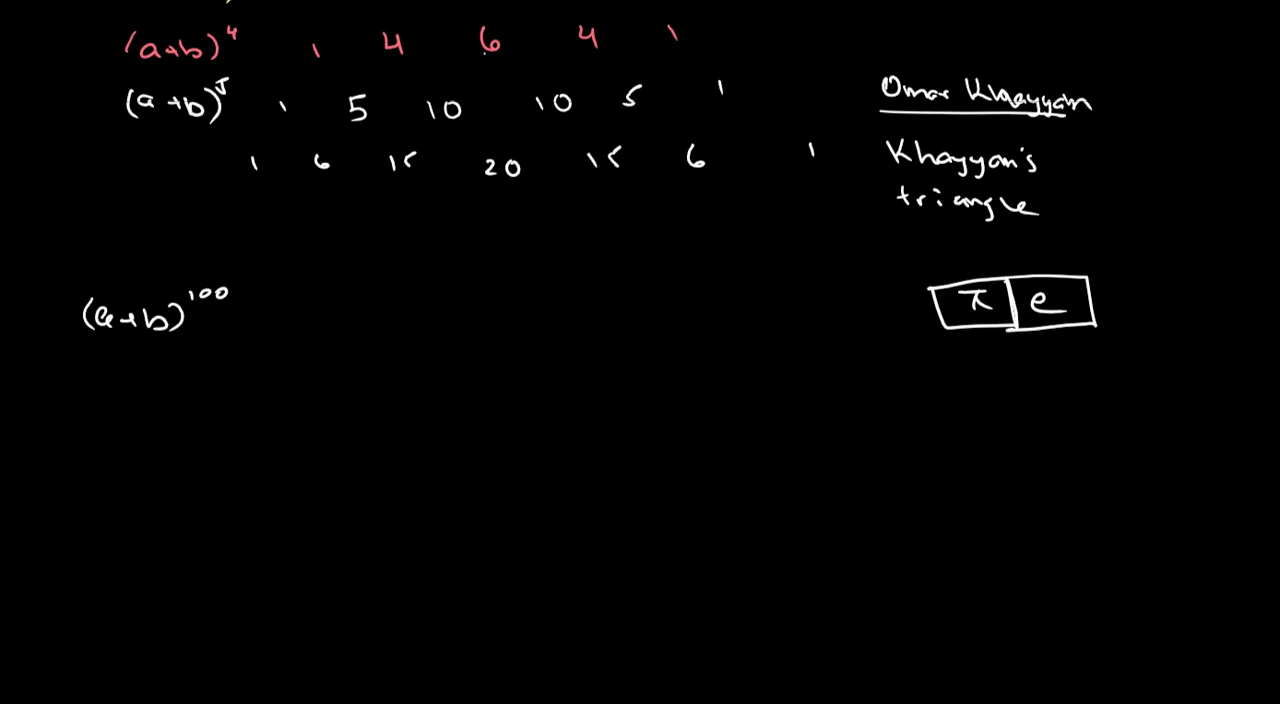 (a+b)⁴ 1 4 6 4 1
(a+b)⁵ 1 5 10 10 5 1
Omar Khayyam
1 6 15 20 15 6 1
Khayyam's
triangle
(a+b)¹⁰⁰
π e